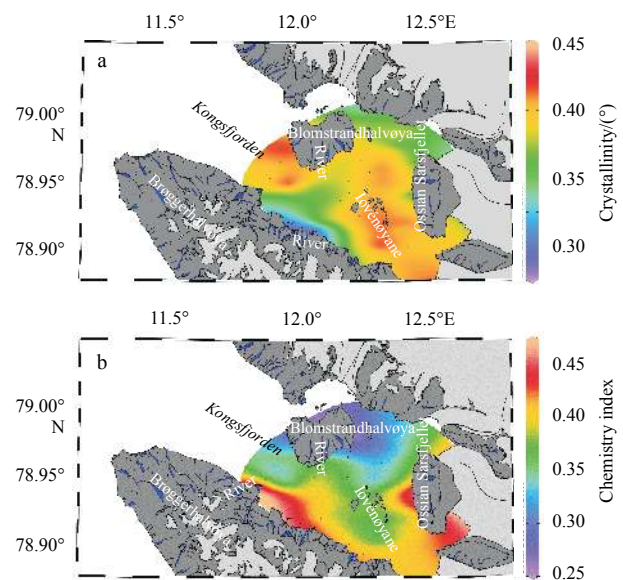 11.5° 12.0° 12.5°E
a
79.00°
N
78.95°
78.90°
Kongsfjorden
Blomstrandhalvøya
River
Ossian Sarsfjellet
Brøggerhalvøya
River
lovénøyane
0.45
0.40
0.35
0.30
Crystallinity/(°)
11.5° 12.0° 12.5°E
b
79.00°
N
78.95°
78.90°
Kongsfjorden
Blomstrandhalvøya
River
Ossian Sarsfjellet
Brøggerhalvøya
River
lovénøyane
0.45
0.40
0.35
0.30
0.25
Chemistry index